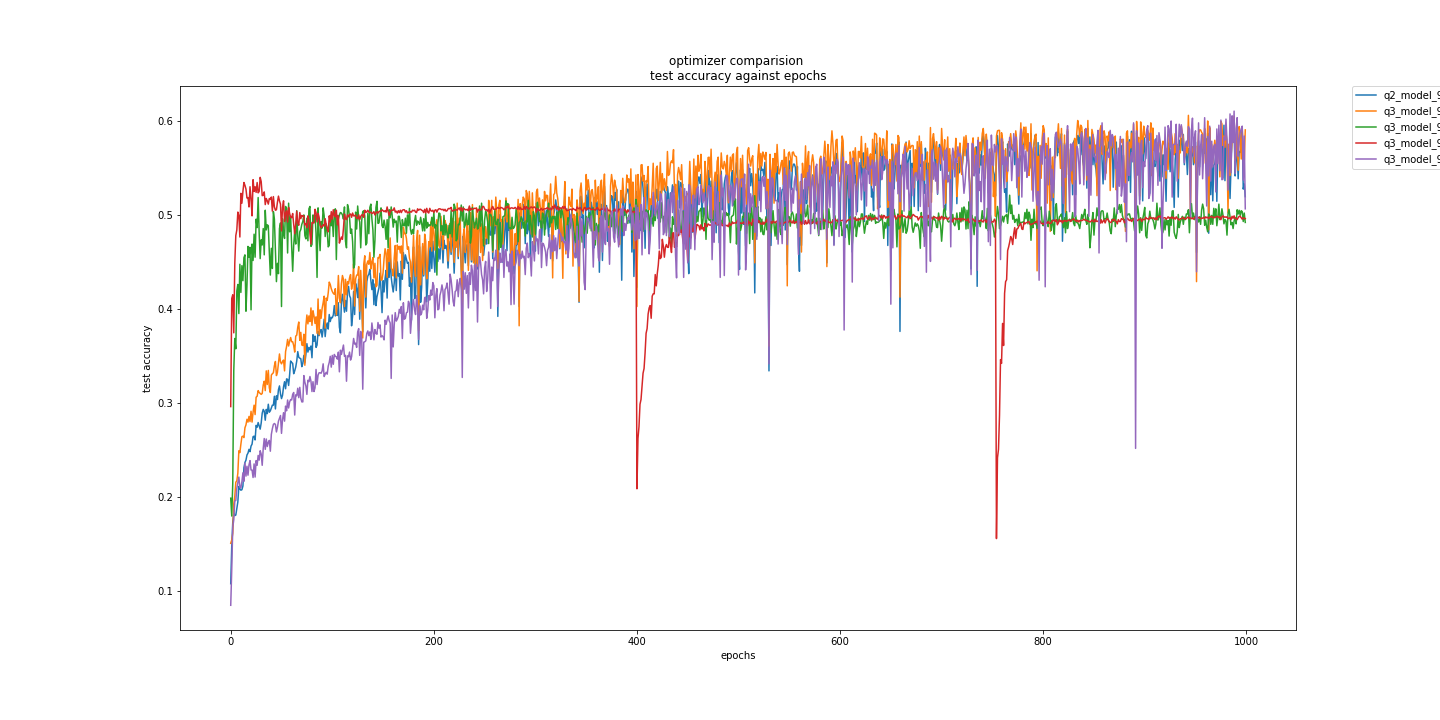 optimizer comparision
test accuracy against epochs
0.6
0.5
0.4
0.3
0.2
0.1
test accuracy
0
200
400
600
800
1000
epochs
q2_model_9
q3_model_9
q3_model_9
q3_model_9
q3_model_9